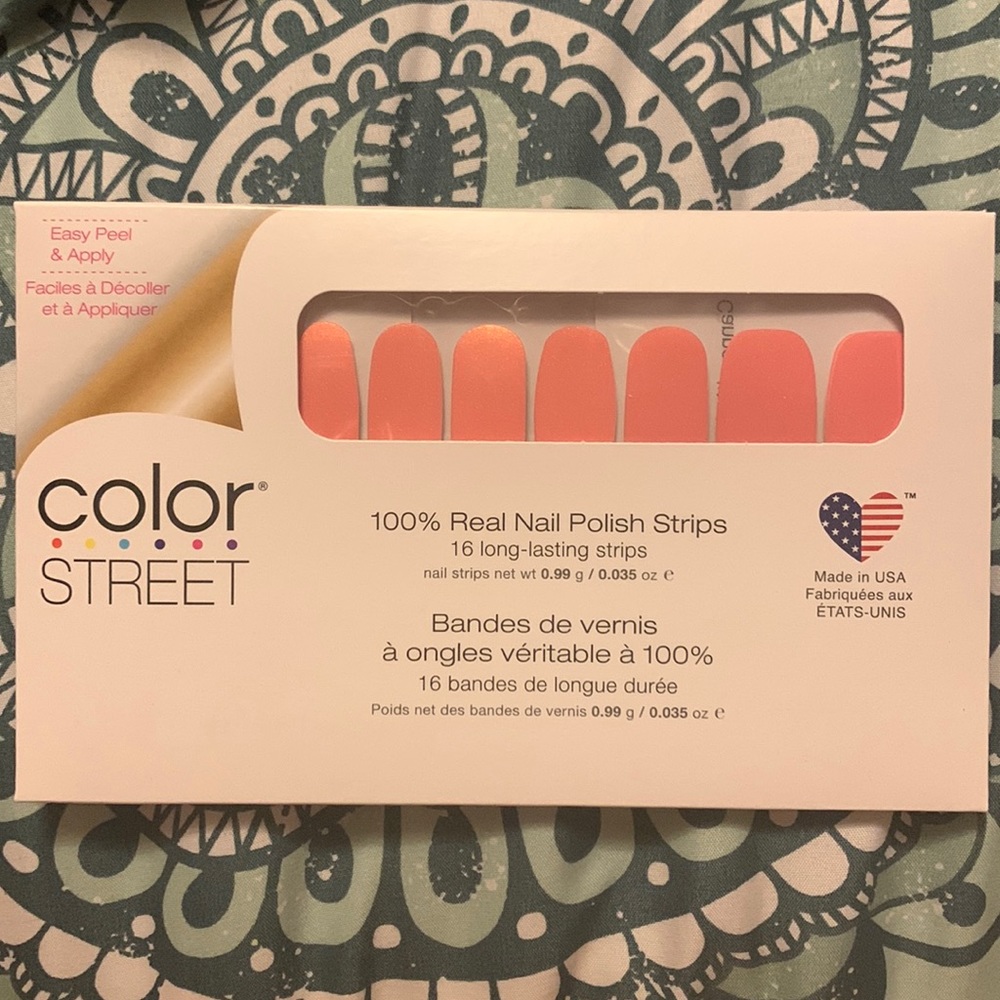 Easy Peel
& Apply
Faciles à Décoller
et à Appliquer
color®
STREET
100% Real Nail Polish Strips
16 long-lasting strips
nail strips net wt 0.99 g / 0.035 oz ℮
Bandes de vernis
à ongles véritable à 100%
16 bandes de longue durée
Poids net des bandes de vernis 0.99 g / 0.035 oz ℮
™
Made in USA
Fabriquées aux
ÉTATS-UNIS